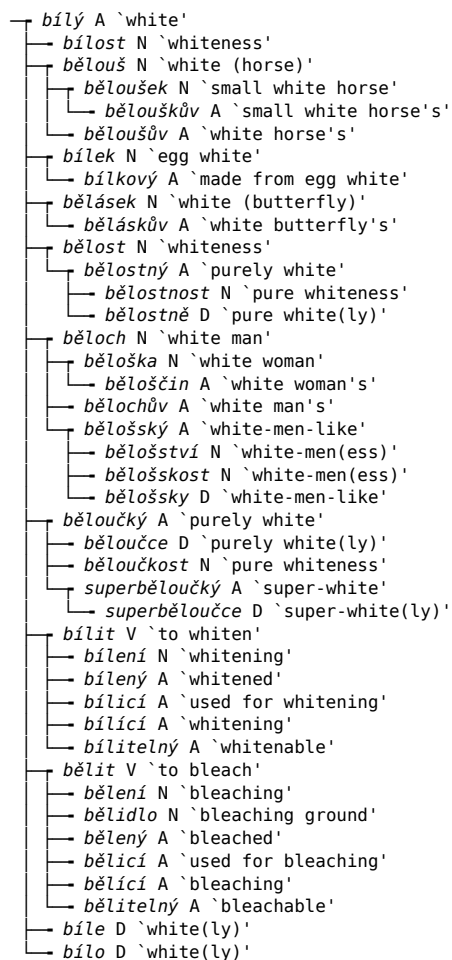 bílý A `white'
bílost N `whiteness'
bělouš N `white (horse)'
běloušek N `small white horse'
běloušk​ův A `small white horse's'
běloušův A `white horse's'
bílek N `egg white'
bílkový A `made from egg white'
bělásek N `white (butterfly)'
běláskův A `white butterfly's'
bělost N `whiteness'
bělostný A `purely white'
bělostnost N `pure whiteness'
bělostně D `pure white(ly)'
běloch N `white man'
běloška N `white woman'
běloščin A `white woman's'
bělochův A `white man's'
bělošský A `white-men-like'
bělošství N `white-men(ess)'
bělošskost N `white-men(ess)'
bělošsky D `white-men-like'
běloučký A `purely white'
běloučce D `purely white(ly)'
běloučkost N `pure whiteness'
superběloučký A `super-white'
superběloučce D `super-white(ly)'
bílit V `to whiten'
bílení N `whitening'
bílený A `whitened'
bílicí A `used for whitening'
bílící A `whitening'
bílitelný A `whitenable'
bělit V `to bleach'
bělení N `bleaching'
bělidlo N `bleaching ground'
bělený A `bleached'
bělicí A `used for bleaching'
bělící A `bleaching'
bělitelný A `bleachable'
bíle D `white(ly)'
bílo D `white(ly)'